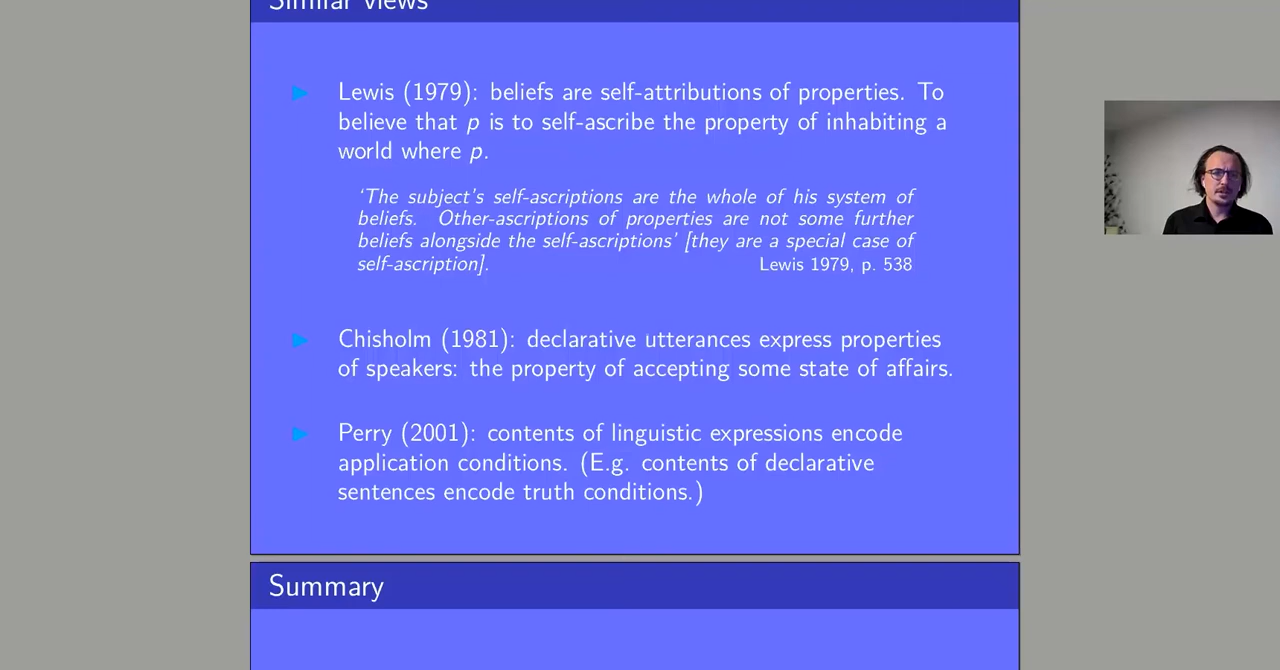 Similar views
Lewis (1979): beliefs are self-attributions of properties. To
believe that p is to self-ascribe the property of inhabiting a
world where p.
‘The subject's self-ascriptions are the whole of his system of
beliefs. Other-ascriptions of properties are not some further
beliefs alongside the self-ascriptions’ [they are a special case of
self-ascription]. Lewis 1979, p. 538
Chisholm (1981): declarative utterances express properties
of speakers: the property of accepting some state of affairs.
Perry (2001): contents of linguistic expressions encode
application conditions. (E.g. contents of declarative
sentences encode truth conditions.)
Summary